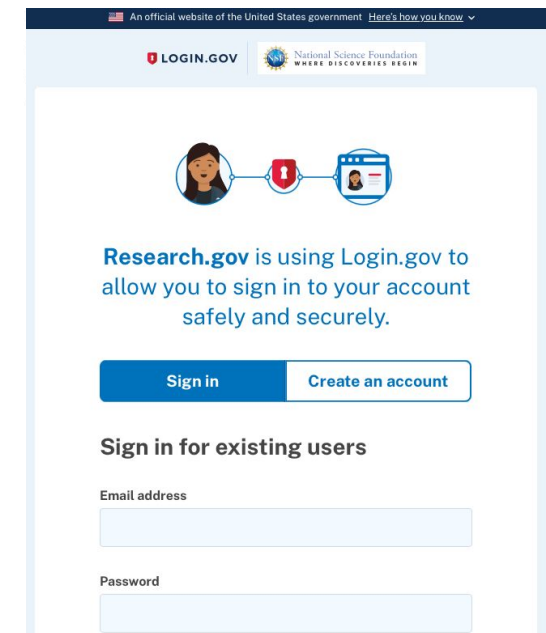 An official website of the United States government Here's how you know
LOGIN.GOV
National Science Foundation
WHERE DISCOVERIES BEGIN
Research.gov is using Login.gov to
allow you to sign in to your account
safely and securely.
Sign in
Create an account
Sign in for existing users
Email address
Password